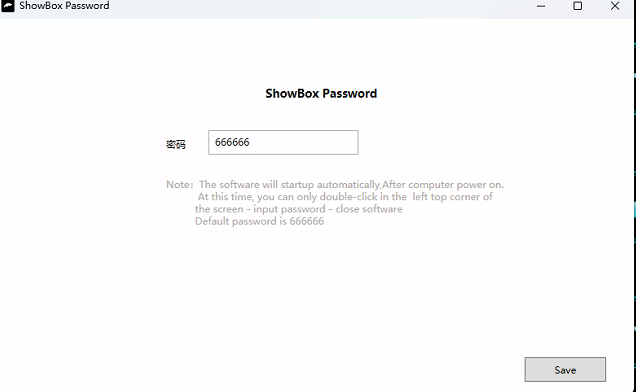 ShowBox Password
ShowBox Password
密码 666666
Note: The software will startup automatically,After computer power on.
At this time, you can only double-click in the left top corner of
the screen - input password - close software
Default password is 666666
Save